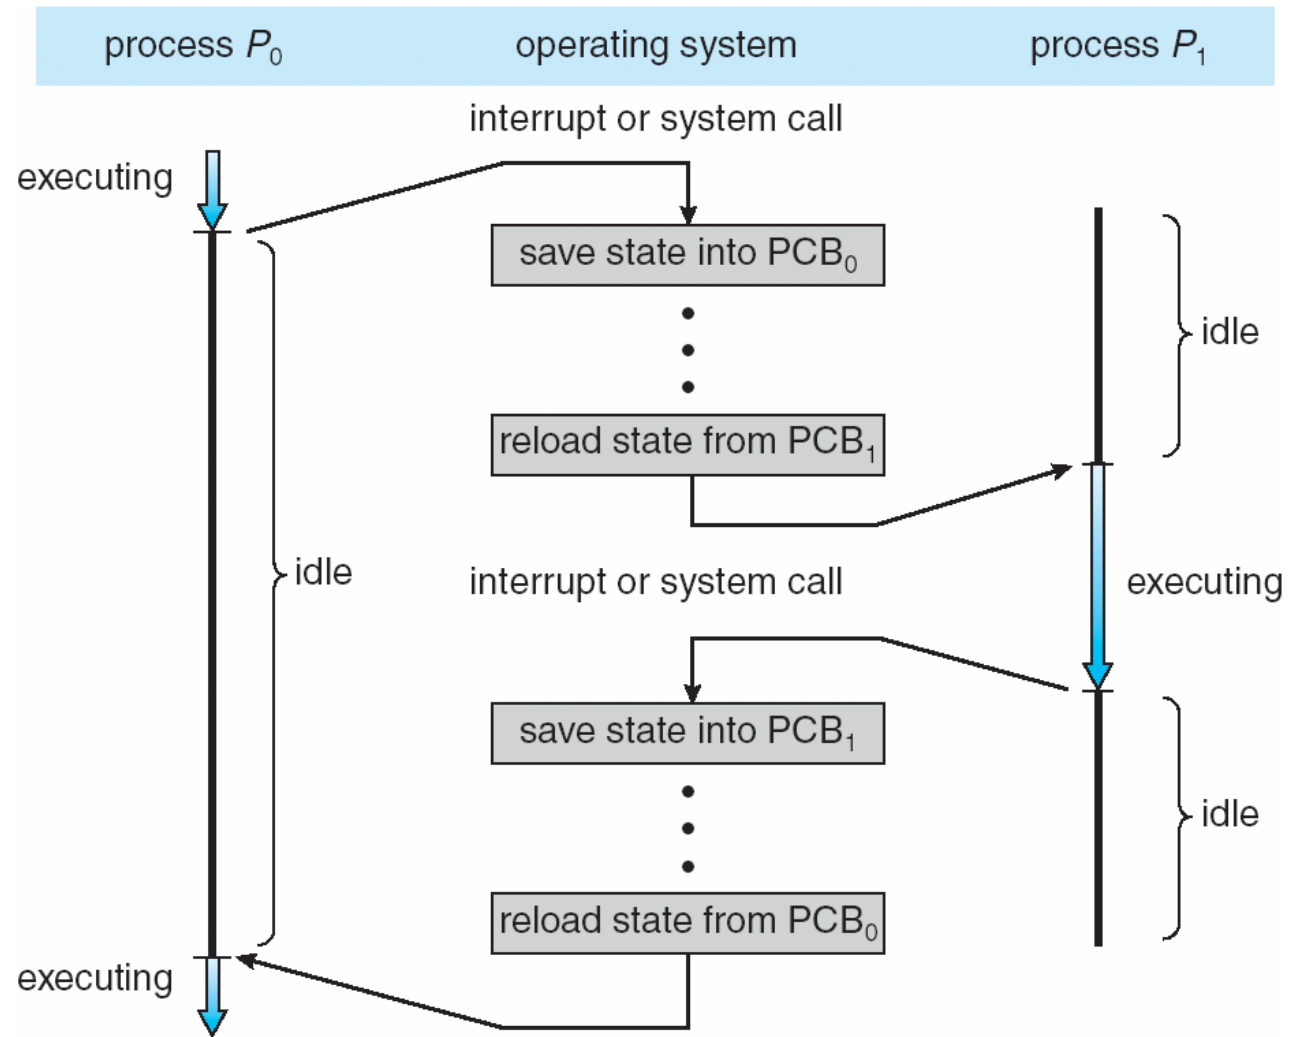 process P₀
operating system
process P₁
interrupt or system call
executing
save state into PCB₀
idle
reload state from PCB₁
idle
interrupt or system call
executing
save state into PCB₁
idle
reload state from PCB₀
executing